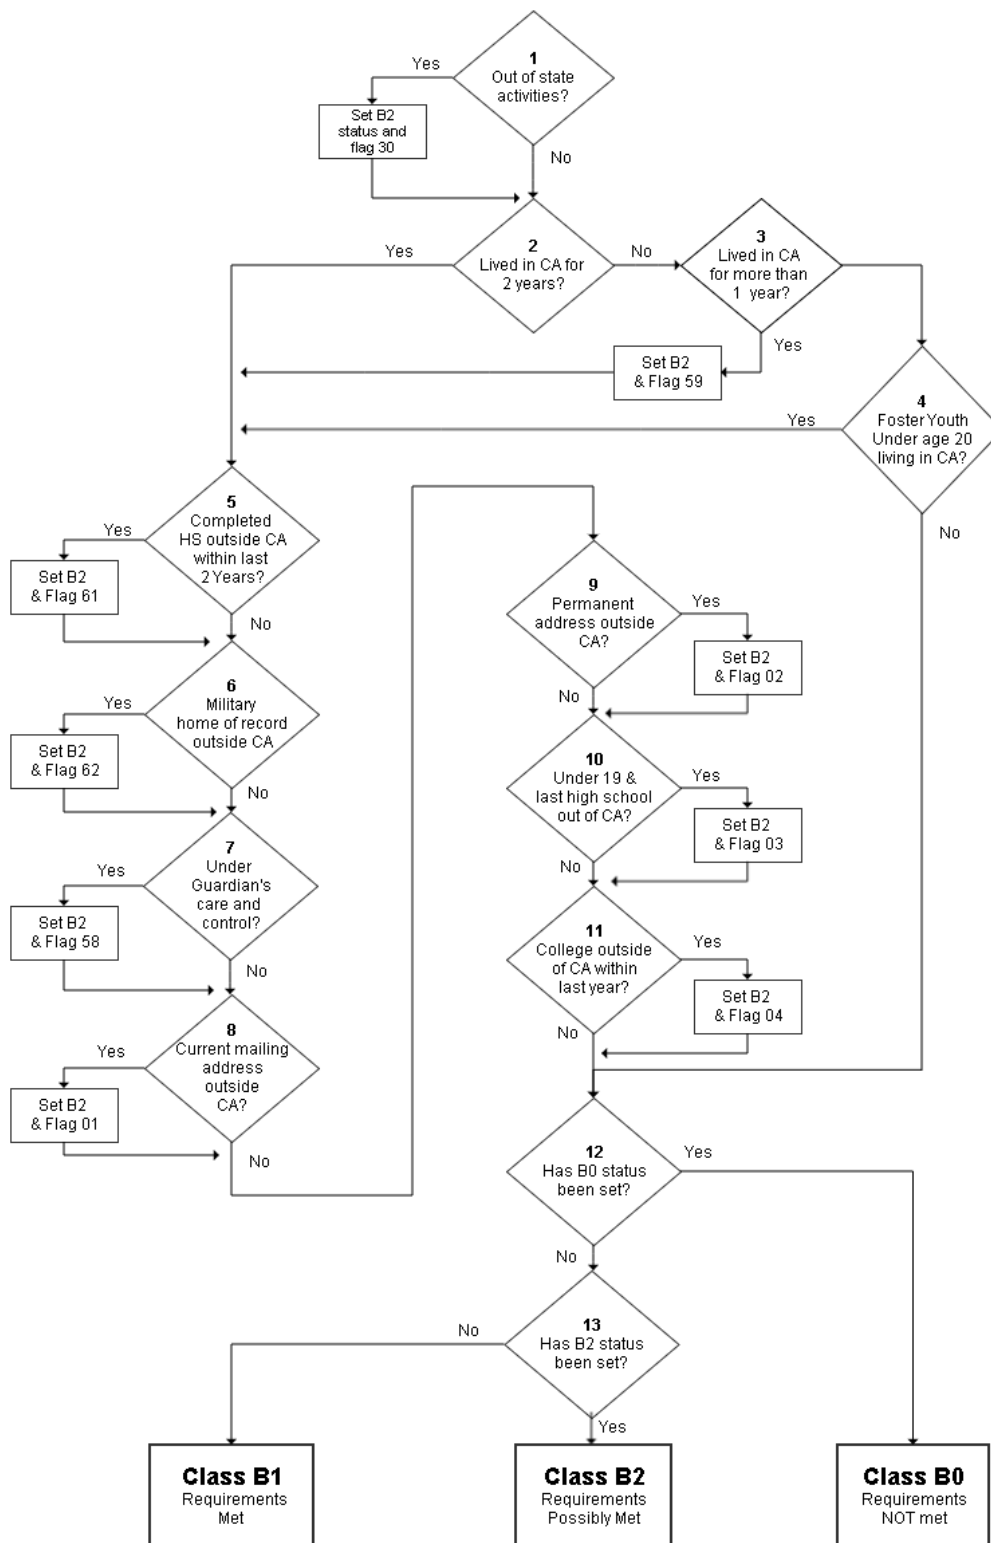 1
Out of state
activities?
Yes
Set B2
status and
flag 30
No
2
Lived in CA for
2 years?
Yes
No
3
Lived in CA
for more than
1 year?
Yes
Set B2
& Flag 59
4
Foster Youth
Under age 20
living in CA?
Yes
No
5
Completed
HS outside CA
within last
2 Years?
Yes
Set B2
& Flag 61
No
6
Military
home of record
outside CA
Yes
Set B2
& Flag 62
No
7
Under
Guardian's
care and
control?
Yes
Set B2
& Flag 58
No
8
Current mailing
address
outside
CA?
Yes
Set B2
& Flag 01
No
9
Permanent
address outside
CA?
Yes
Set B2
& Flag 02
No
10
Under 19 &
last high school
out of CA?
Yes
Set B2
& Flag 03
No
11
College outside
of CA within
last year?
Yes
Set B2
& Flag 04
No
12
Has B0 status
been set?
Yes
No
13
Has B2 status
been set?
No
Yes
Class B1
Requirements
Met
Class B2
Requirements
Possibly Met
Class B0
Requirements
NOT met